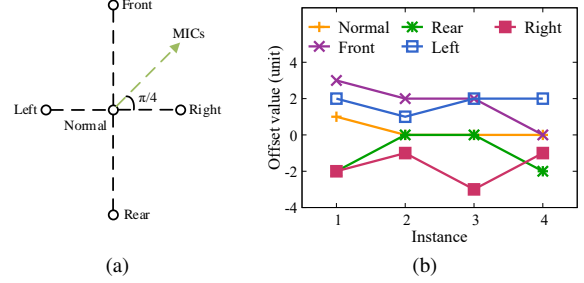 Front
MICs
π/4
Left
Right
Normal
Rear
(a)
Normal
Rear
Right
Front
Left
Offset value (unit)
4
2
0
-2
-4
1
2
3
4
Instance
(b)